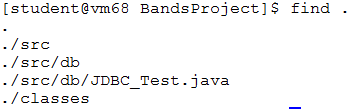 [student@vm68 BandsProject]$ find .
.
./src
./src/db
./src/db/JDBC_Test.java
./classes